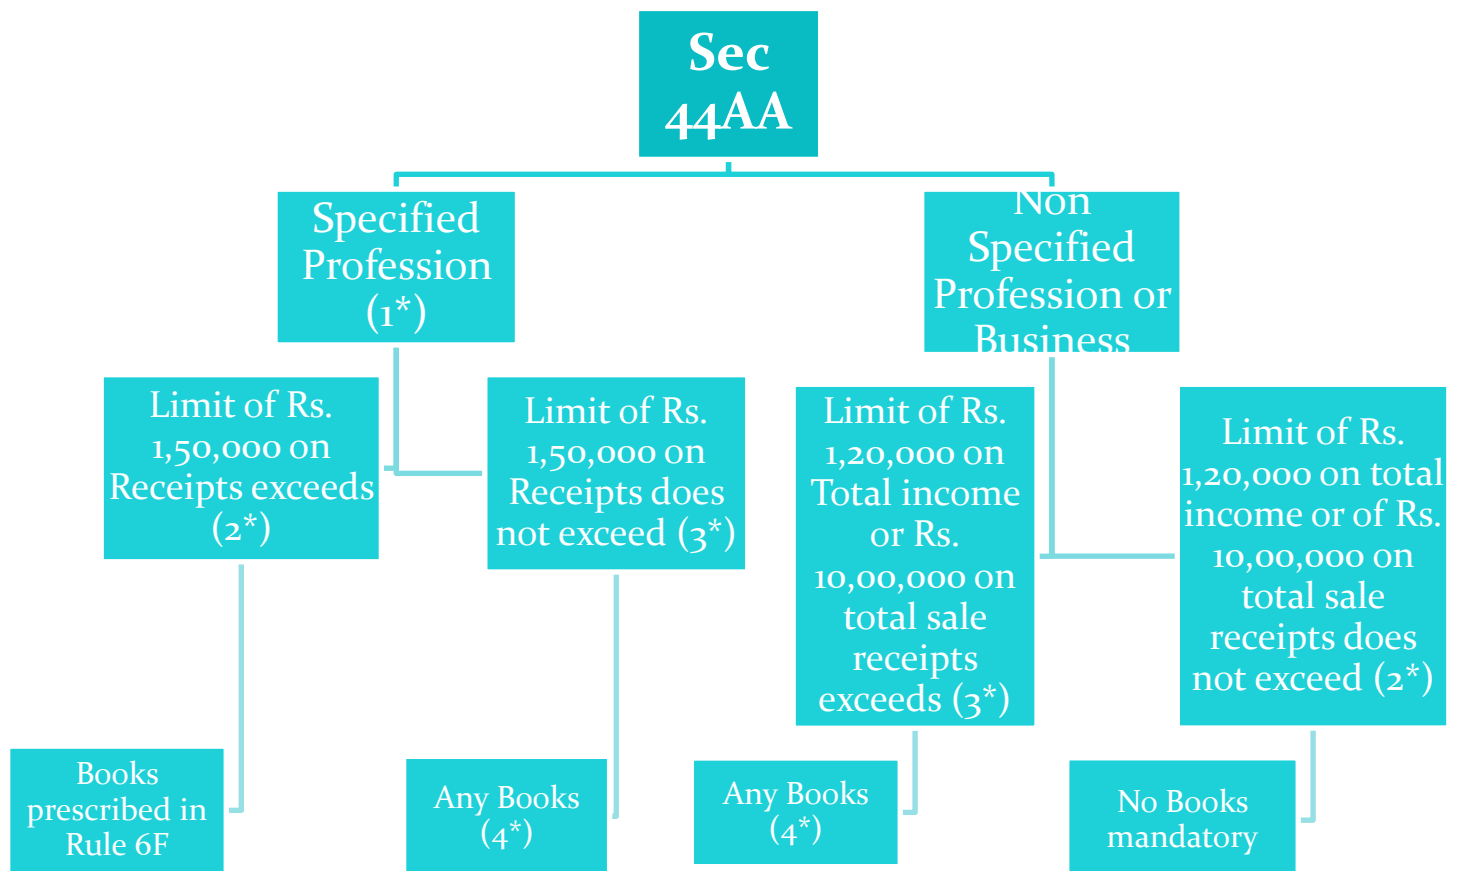 Sec
44AA
Specified
Profession
(1*)
Non
Specified
Profession or
Business
Limit of Rs.
1,50,000 on
Receipts exceeds
(2*)
Limit of Rs.
1,50,000 on
Receipts does
not exceed (3*)
Limit of Rs.
1,20,000 on
Total income
or Rs.
10,00,000 on
total sale
receipts
exceeds (3*)
Limit of Rs.
1,20,000 on total
income or of Rs.
10,00,000 on
total sale
receipts does
not exceed (2*)
Books
prescribed in
Rule 6F
Any Books
(4*)
Any Books
(4*)
No Books
mandatory